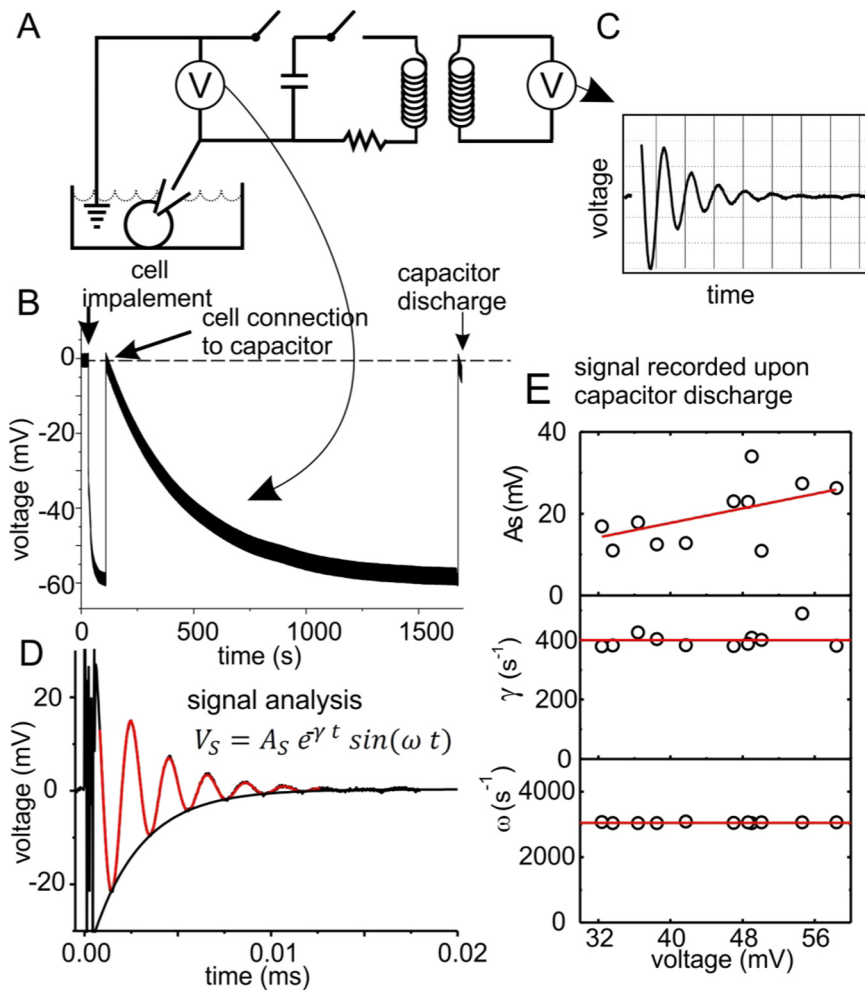 A
V
V
C
voltage
time
cell
impalement
B
cell connection
to capacitor
capacitor
discharge
voltage (mV)
0
-20
-40
-60
0
500
1000
1500
time (s)
D
signal analysis
V_S = A_S e^{-γ t} sin(ω t)
voltage (mV)
20
0
-20
0.00
0.01
0.02
time (ms)
E
signal recorded upon
capacitor discharge
As (mV)
40
20
0
γ (s⁻¹)
400
200
0
ω (s⁻¹)
4000
2000
0
32
40
48
56
voltage (mV)